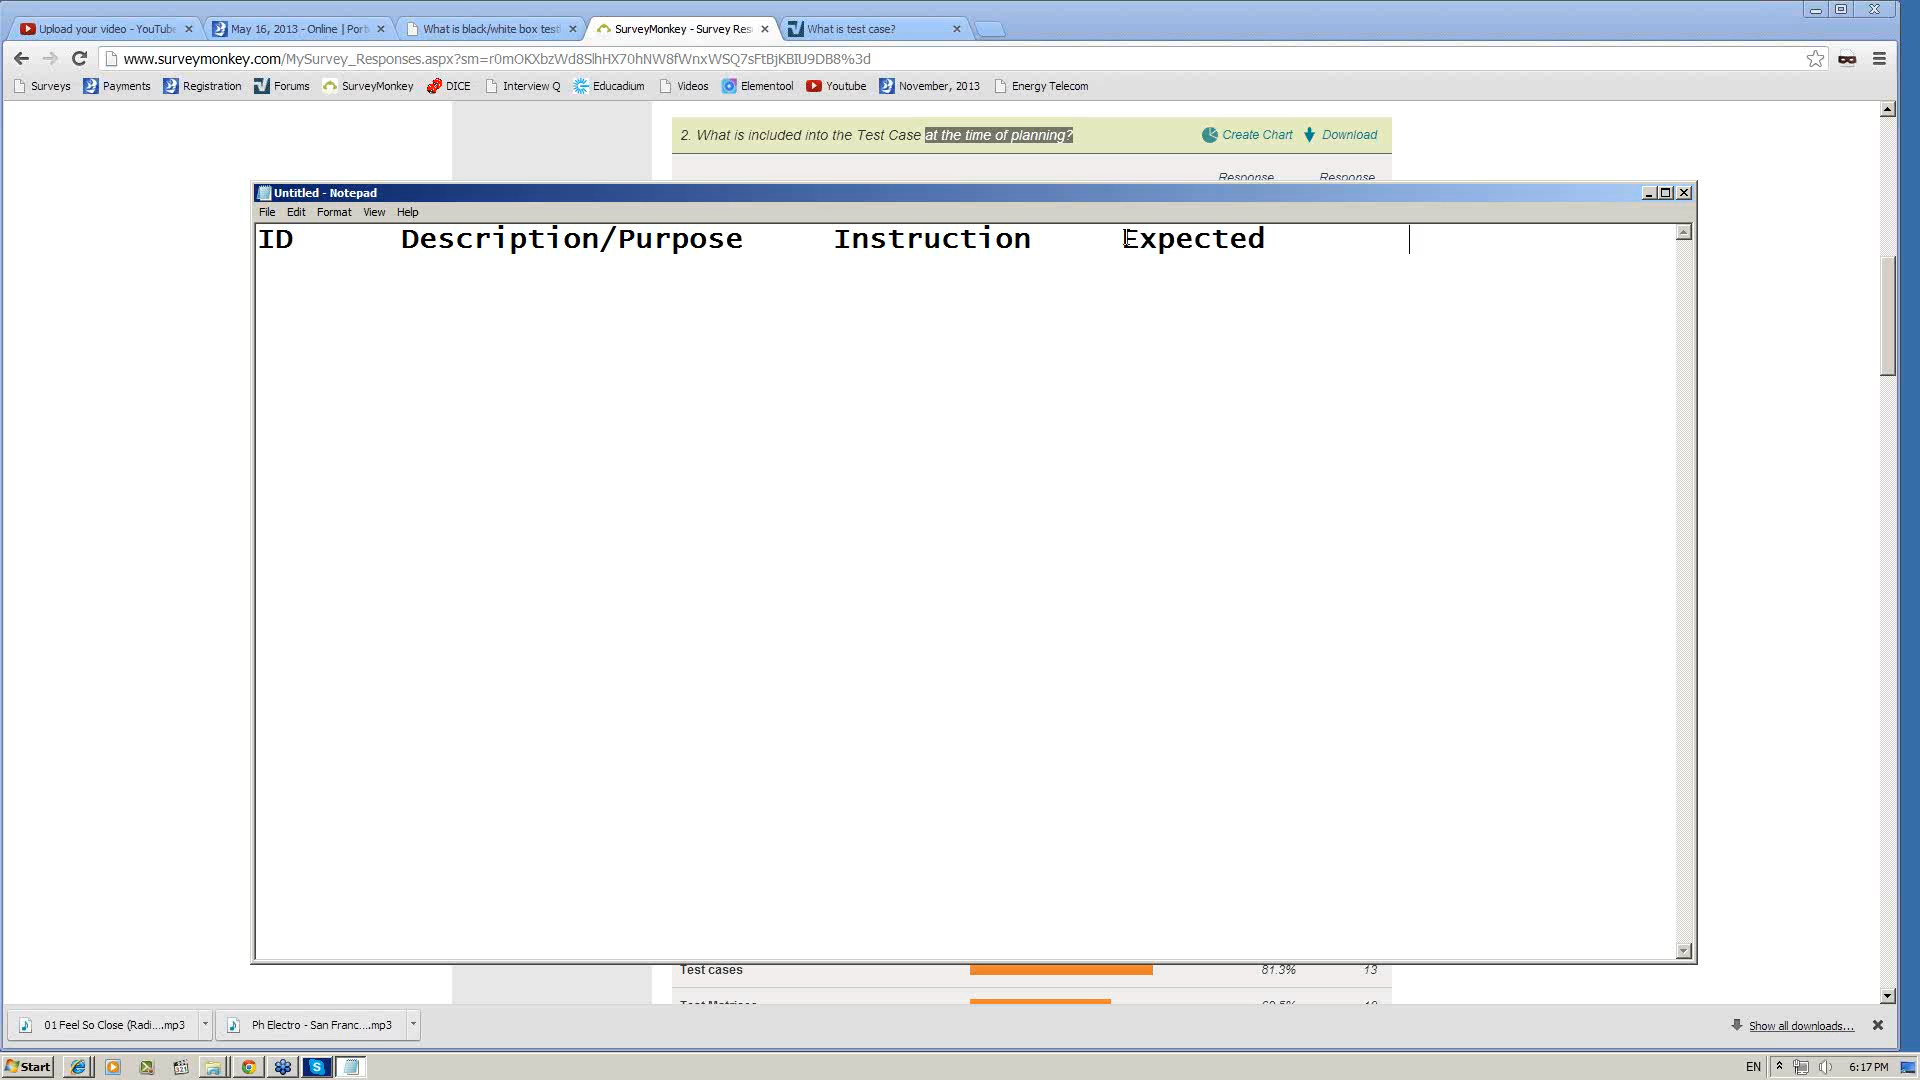 Upload your video - YouTube
May 16, 2013 - Online | Port
What is black/white box testi
SurveyMonkey - Survey Res
What is test case?
www.surveymonkey.com/MySurvey_Responses.aspx?sm=r0mOKXbzWd8SlhHX70hNW8fWnxWSQ7sFtBjKBIU9DB8%3d
Surveys Payments Registration Forums SurveyMonkey DICE Interview Q Educadium Videos Elementool Youtube November, 2013 Energy Telecom
2. What is included into the Test Case at the time of planning? Create Chart Download
Response Response
Untitled - Notepad
File Edit Format View Help
ID Description/Purpose Instruction Expected
Test cases 81.3% 13
01 Feel So Close (Radi....mp3
Ph Electro - San Franc....mp3
Show all downloads...
Start
EN 6:17 PM